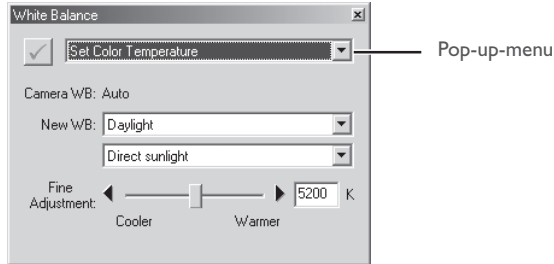 White Balance
Set Color Temperature
Pop-up-menu
Camera WB: Auto
New WB: Daylight
Direct sunlight
Fine
Adjustment:
5200 K
Cooler Warmer